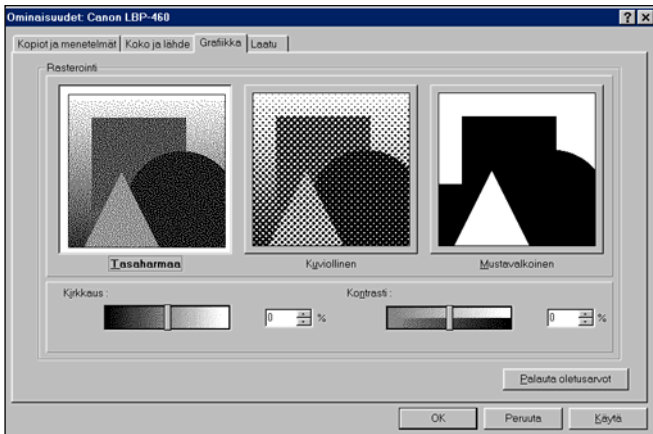 Ominaisuudet: Canon LBP-460
Kopiot ja menetelmät Koko ja lähde Grafiikka Laatu
Rasterointi
Tasaharmaa Kuviollinen Mustavalkoinen
Kirkkaus : Kontrasti :
0 % 0 %
Palauta oletusarvot
OK Peruuta Käytä